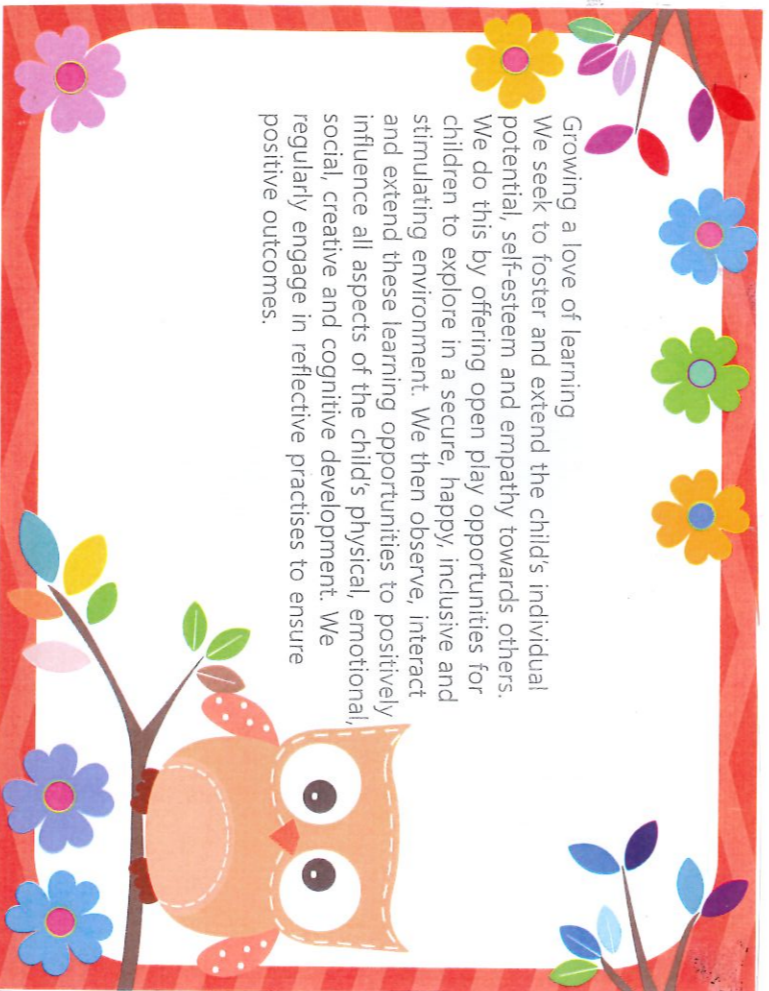 Growing a love of learning
We seek to foster and extend the child's individual
potential, self-esteem and empathy towards others.
We do this by offering open play opportunities for
children to explore in a secure, happy, inclusive and
stimulating environment. We then observe, interact
and extend these learning opportunities to positively
influence all aspects of the child's physical, emotional,
social, creative and cognitive development. We
regularly engage in reflective practises to ensure
positive outcomes.